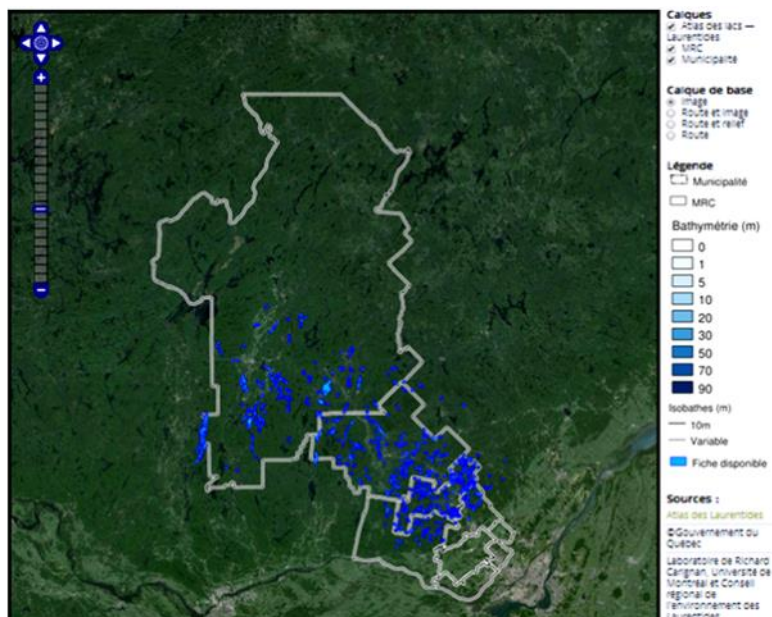 Calques
Atlas des lacs —
Laurentides
MRC
Municipalité
Calque de base
Image
Route et image
Route et relief
Route
Légende
Municipalité
MRC
Bathymétrie (m)
0
1
5
10
20
30
50
70
90
Isobathes (m)
10m
Variable
Fiche disponible
Sources :
Atlas des Laurentides
©Gouvernement du
Québec
Laboratoire de Richard
Carignan, Université de
Montréal et Conseil
régional de
l'environnement des
Laurentides